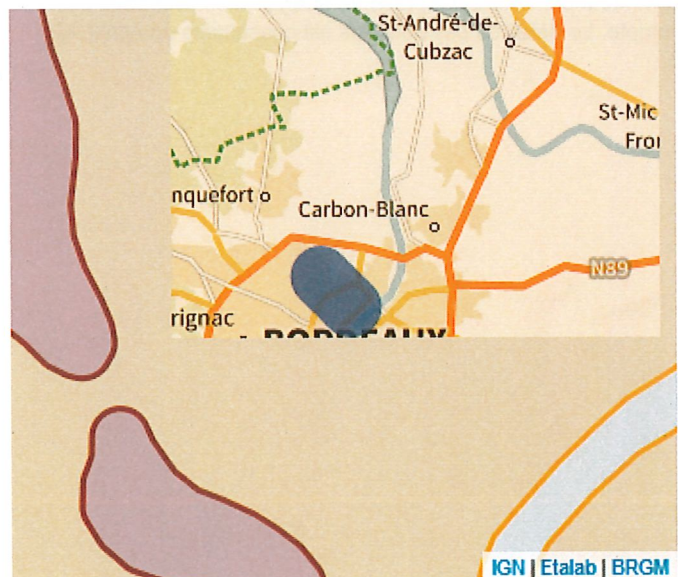 St-André-de-
Cubzac
St-Mic
Fron
nquefort
Carbon-Blanc
N89
rignac
BORDEAUX
IGN | Etalab | BRGM